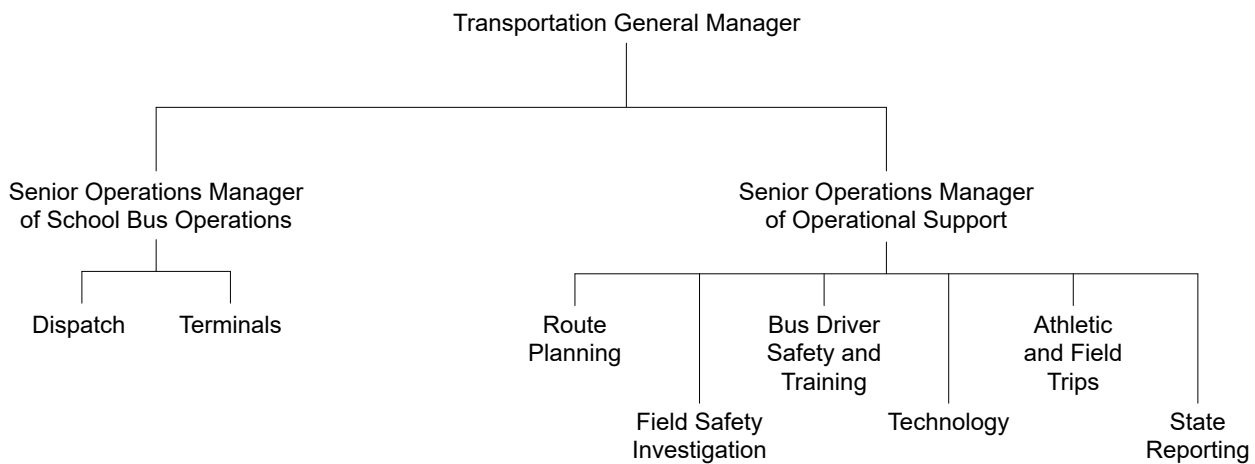 Transportation General Manager
Senior Operations Manager
of School Bus Operations
Senior Operations Manager
of Operational Support
Dispatch
Terminals
Route
Planning
Field Safety
Investigation
Bus Driver
Safety and
Training
Technology
Athletic
and Field
Trips
State
Reporting